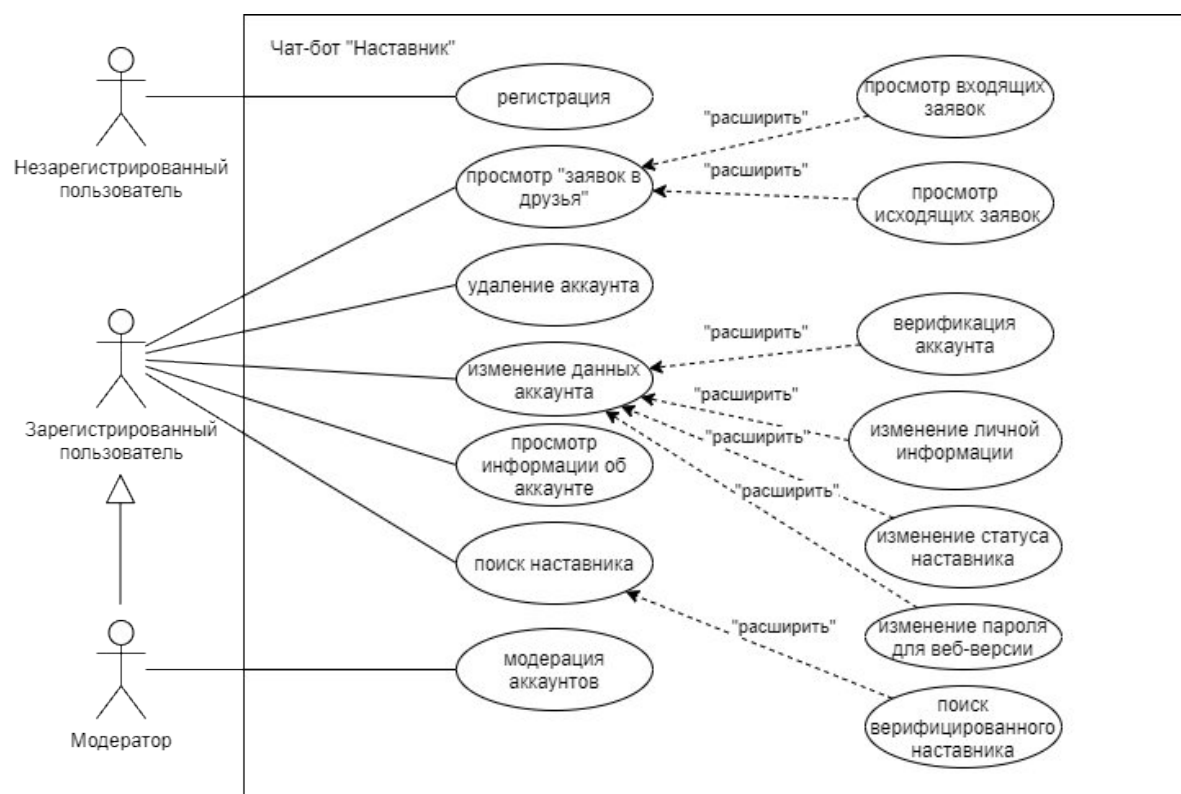 Чат-бот "Наставник"
Незарегистрированный
пользователь
Зарегистрированный
пользователь
Модератор
регистрация
просмотр "заявок в
друзья"
удаление аккаунта
изменение данных
аккаунта
просмотр
информации об
аккаунте
поиск наставника
модерация
аккаунтов
"расширить"
"расширить"
"расширить"
"расширить"
"расширить"
"расширить"
"расширить"
просмотр входящих
заявок
просмотр
исходящих заявок
верификация
аккаунта
изменение личной
информации
изменение статуса
наставника
изменение пароля
для веб-версии
поиск
верифицированного
наставника